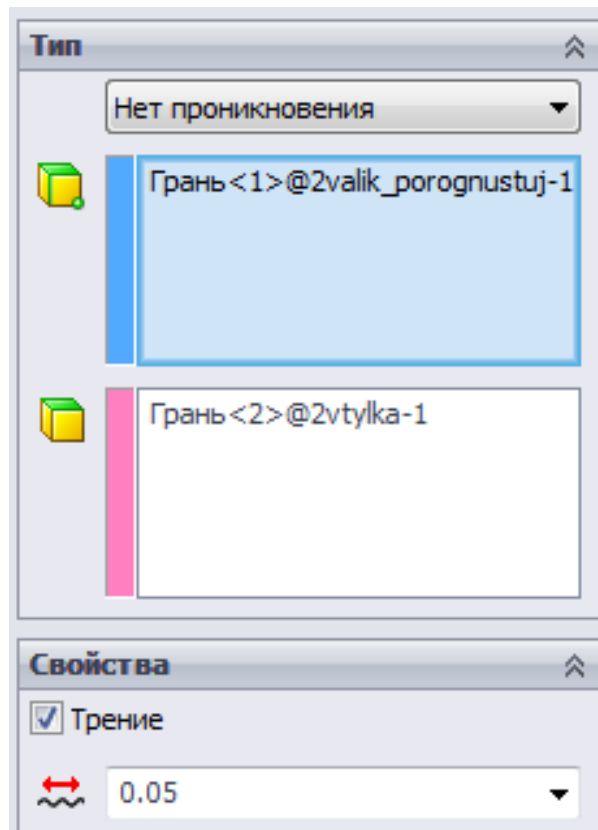 Тип
Нет проникновения
Грань<1>@2valik_porognustuj-1
Грань<2>@2vtylka-1
Свойства
Трение
0.05